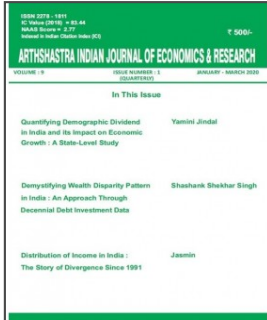 ISSN 2278 - 1811
IC Value (2018) = 83.44
NAAS Score = 2.77
Indexed in Indian Citation Index (ICI)
₹ 500/-
ARTHSHASTRA INDIAN JOURNAL OF ECONOMICS & RESEARCH
VOLUME : 9 ISSUE NUMBER : 1 JANUARY - MARCH 2020
(QUARTERLY)
In This Issue
Quantifying Demographic Dividend Yamini Jindal
in India and its Impact on Economic
Growth : A State-Level Study
Demystifying Wealth Disparity Pattern Shashank Shekhar Singh
in India : An Approach Through
Decennial Debt Investment Data
Distribution of Income in India : Jasmin
The Story of Divergence Since 1991